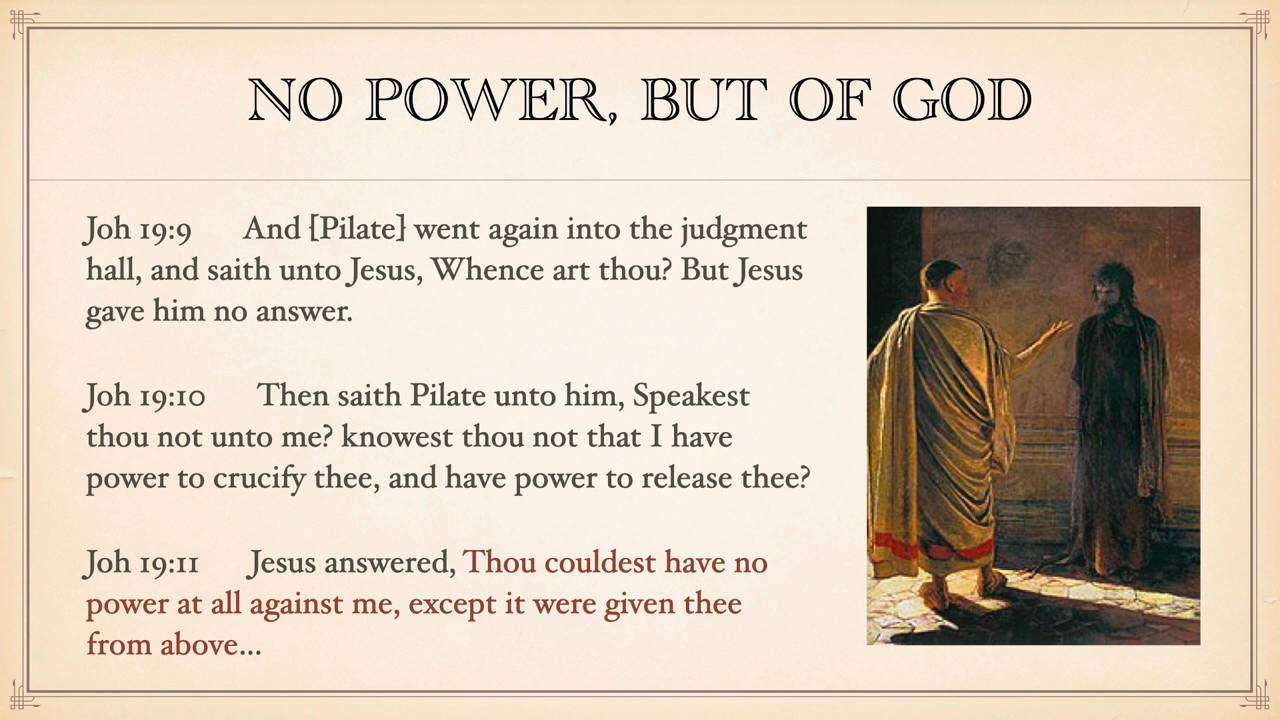 NO POWER, BUT OF GOD
Joh 19:9 And [Pilate] went again into the judgment
hall, and saith unto Jesus, Whence art thou? But Jesus
gave him no answer.
Joh 19:10 Then saith Pilate unto him, Speakest
thou not unto me? knowest thou not that I have
power to crucify thee, and have power to release thee?
Joh 19:11 Jesus answered, Thou couldest have no
power at all against me, except it were given thee
from above...